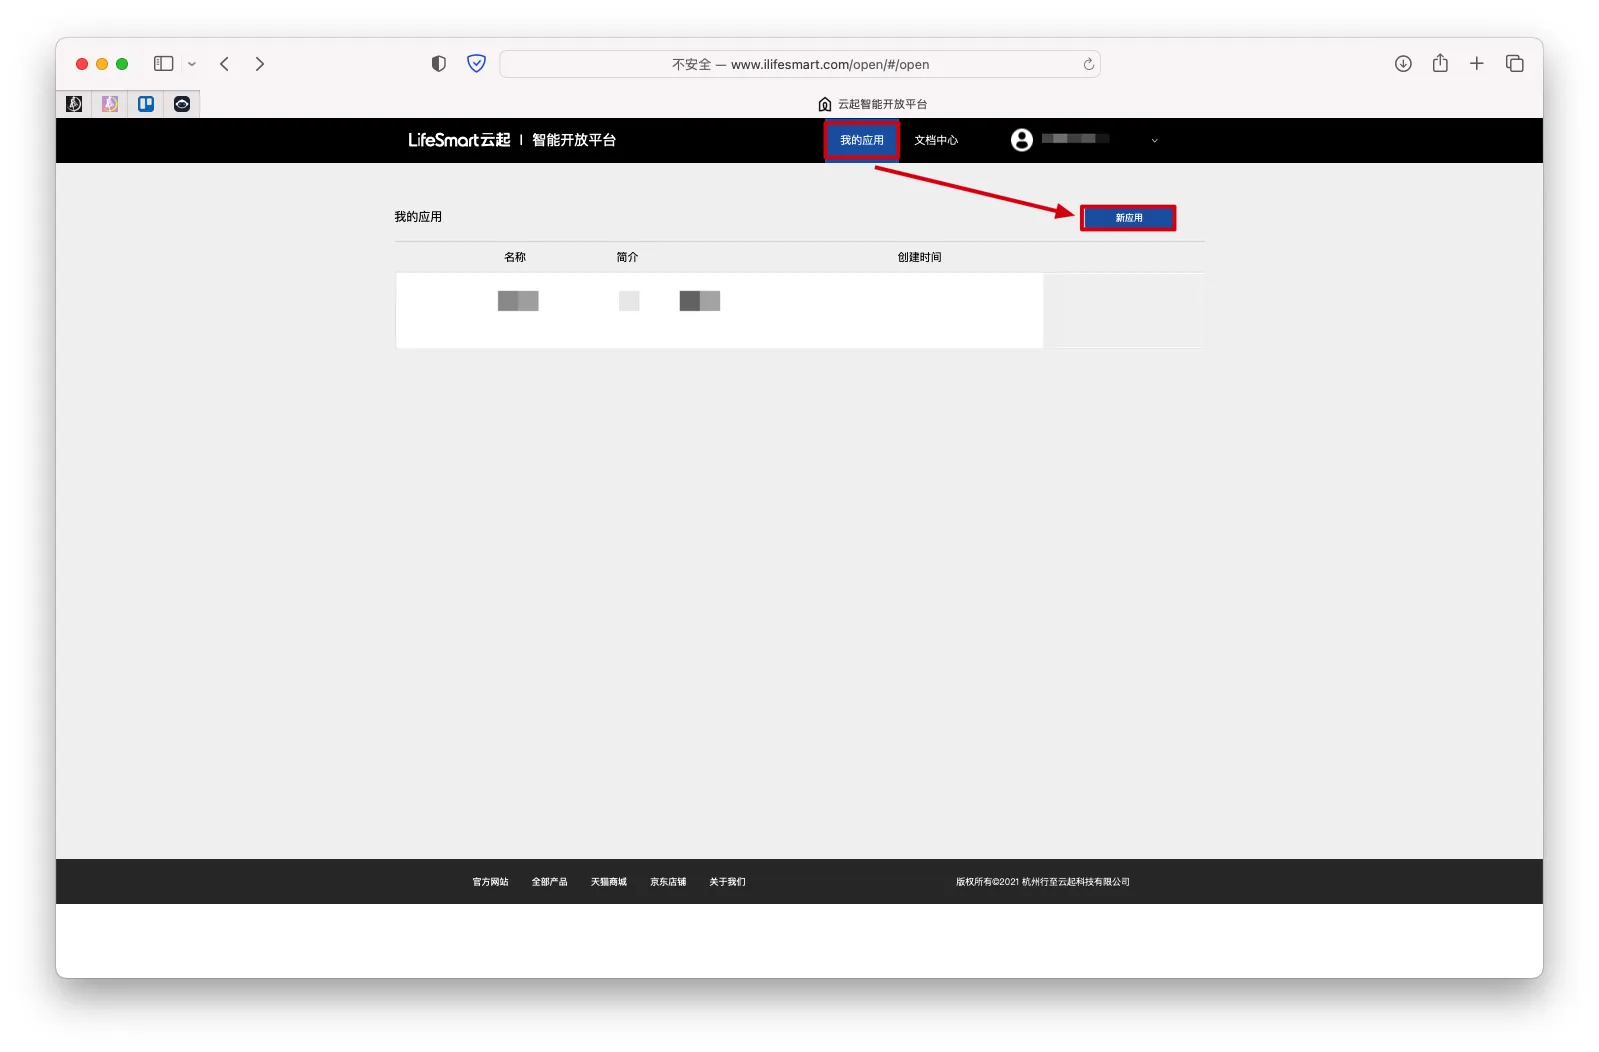 不安全 — www.ilifesmart.com/open/#/open
云起智能开放平台
LifeSmart云起 | 智能开放平台 我的应用 文档中心
我的应用 新应用
名称 简介 创建时间
官方网站 全部产品 天猫商城 京东店铺 关于我们 版权所有©2021 杭州行至云起科技有限公司